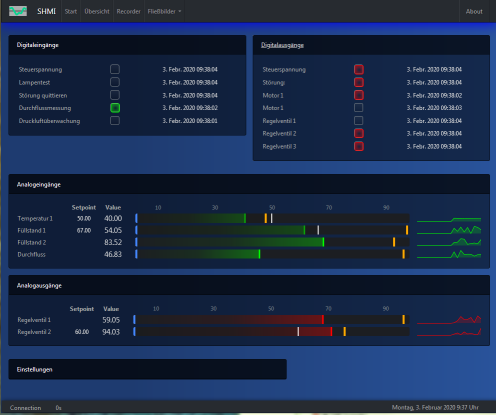 SHMI Start Übersicht Recorder Fließbilder About
Digitaleingänge
Steuerspannung 3. Febr. 2020 09:38:04
Lampentest 3. Febr. 2020 09:38:04
Störung quittieren 3. Febr. 2020 09:38:04
Durchflussmessung 3. Febr. 2020 09:38:02
Druckluftüberwachung 3. Febr. 2020 09:38:01
Digitalausgänge
Steuerspannung 3. Febr. 2020 09:38:04
Störung 3. Febr. 2020 09:38:04
Motor 1 3. Febr. 2020 09:38:02
Motor 1 3. Febr. 2020 09:38:03
Regelventil 1 3. Febr. 2020 09:38:04
Regelventil 2 3. Febr. 2020 09:38:04
Regelventil 3 3. Febr. 2020 09:38:04
Analogeingänge
Setpoint Value 10 30 50 70 90
Temperatur 1 50.00 40.00
Füllstand 1 67.00 54.05
Füllstand 2 83.52
Durchfluss 46.83
Analogausgänge
Setpoint Value 10 30 50 70 90
Regelventil 1 59.05
Regelventil 2 60.00 94.03
Einstellungen
Connection 0s Montag, 3. Februar 2020 9:37 Uhr